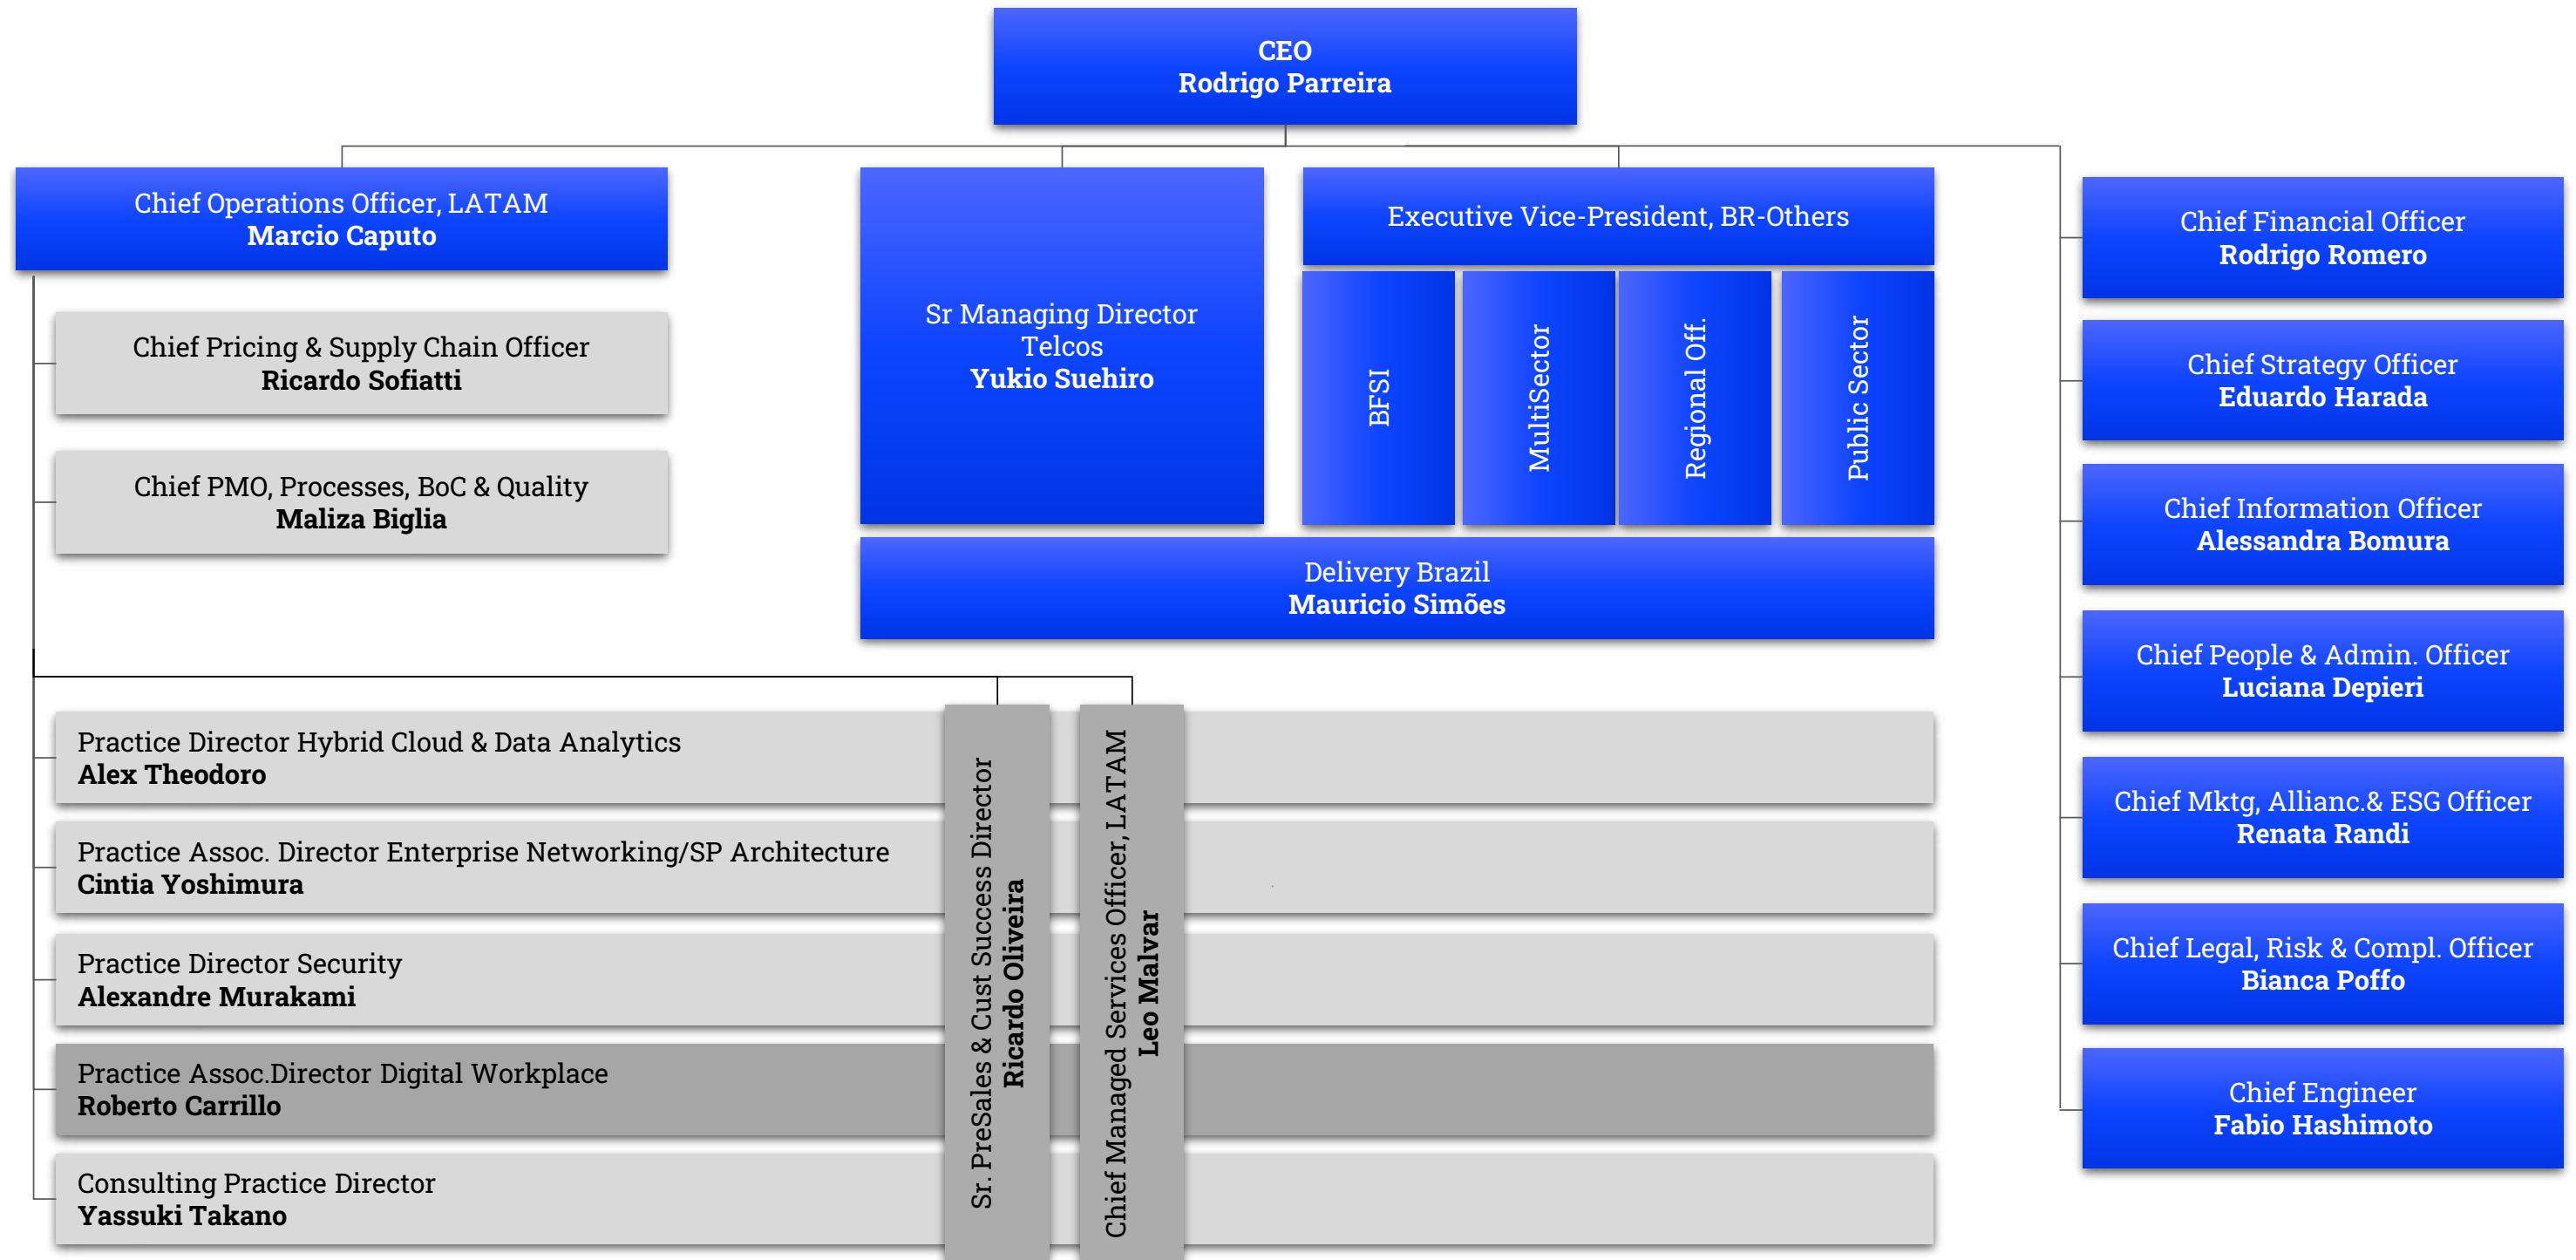 CEO
Rodrigo Parreira
Chief Operations Officer, LATAM
Marcio Caputo
Chief Pricing & Supply Chain Officer
Ricardo Sofiatti
Chief PMO, Processes, BoC & Quality
Maliza Biglia
Sr Managing Director
Telcos
Yukio Suehiro
Executive Vice-President, BR-Others
BFSI
MultiSector
Regional Off.
Public Sector
Delivery Brazil
Mauricio Simões
Practice Director Hybrid Cloud & Data Analytics
Alex Theodoro
Practice Assoc. Director Enterprise Networking/SP Architecture
Cintia Yoshimura
Practice Director Security
Alexandre Murakami
Practice Assoc.Director Digital Workplace
Roberto Carrillo
Consulting Practice Director
Yassuki Takano
Sr. PreSales & Cust Success Director
Ricardo Oliveira
Chief Managed Services Officer, LATAM
Leo Malvar
Chief Financial Officer
Rodrigo Romero
Chief Strategy Officer
Eduardo Harada
Chief Information Officer
Alessandra Bomura
Chief People & Admin. Officer
Luciana Depieri
Chief Mktg, Allianc.& ESG Officer
Renata Randi
Chief Legal, Risk & Compl. Officer
Bianca Poffo
Chief Engineer
Fabio Hashimoto